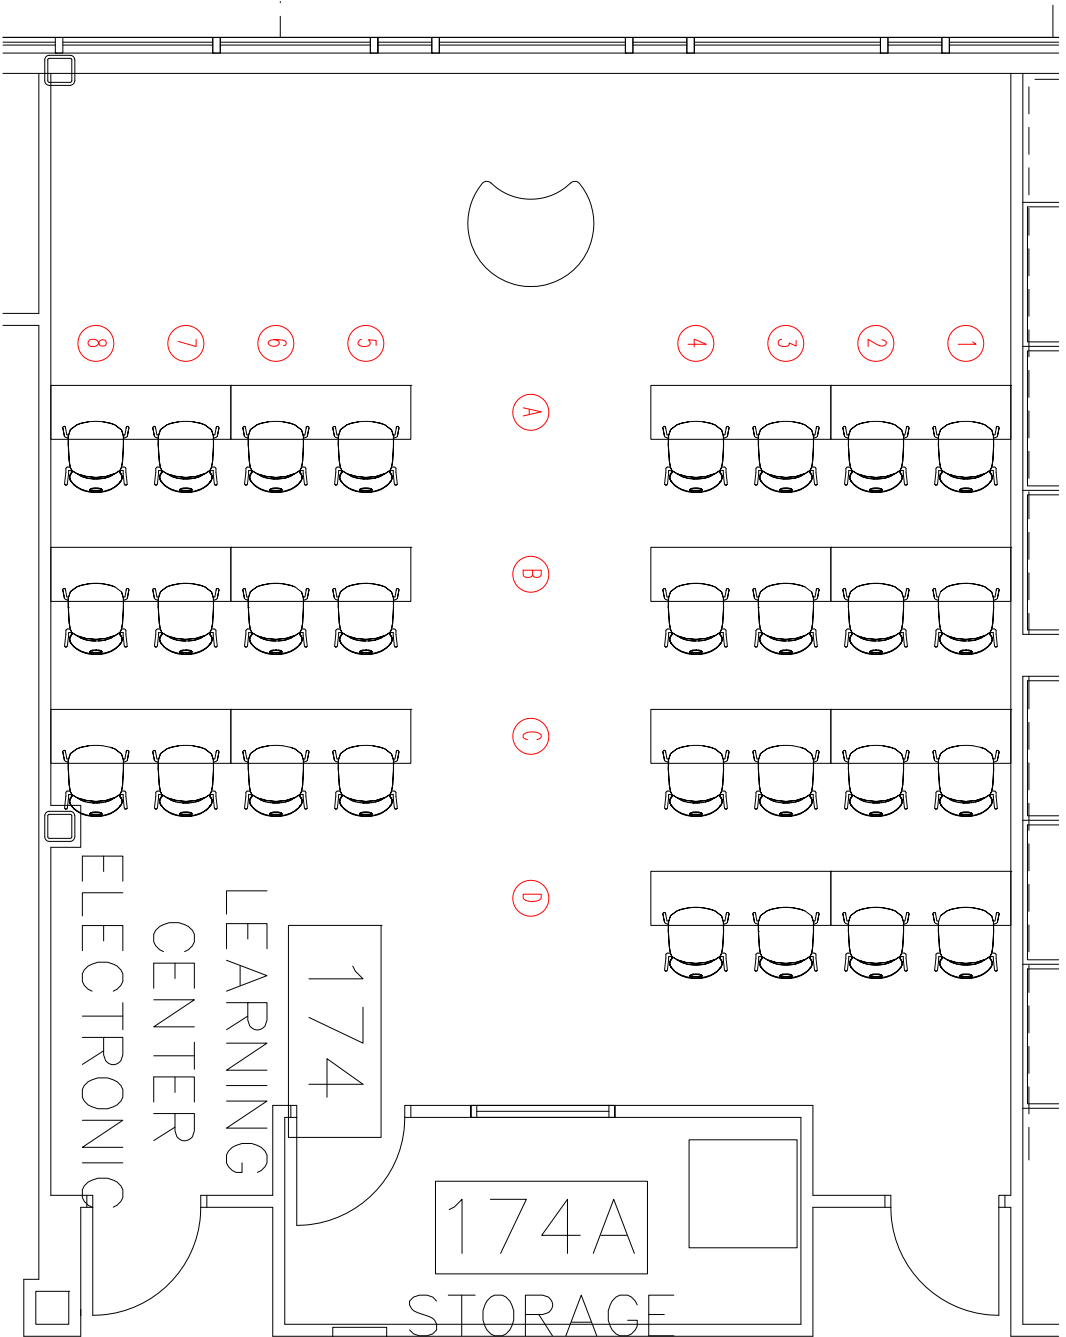 8 7 6 5 4 3 2 1
A
B
C
D
ELECTRONIC
LEARNING
CENTER
174
174A
STORAGE